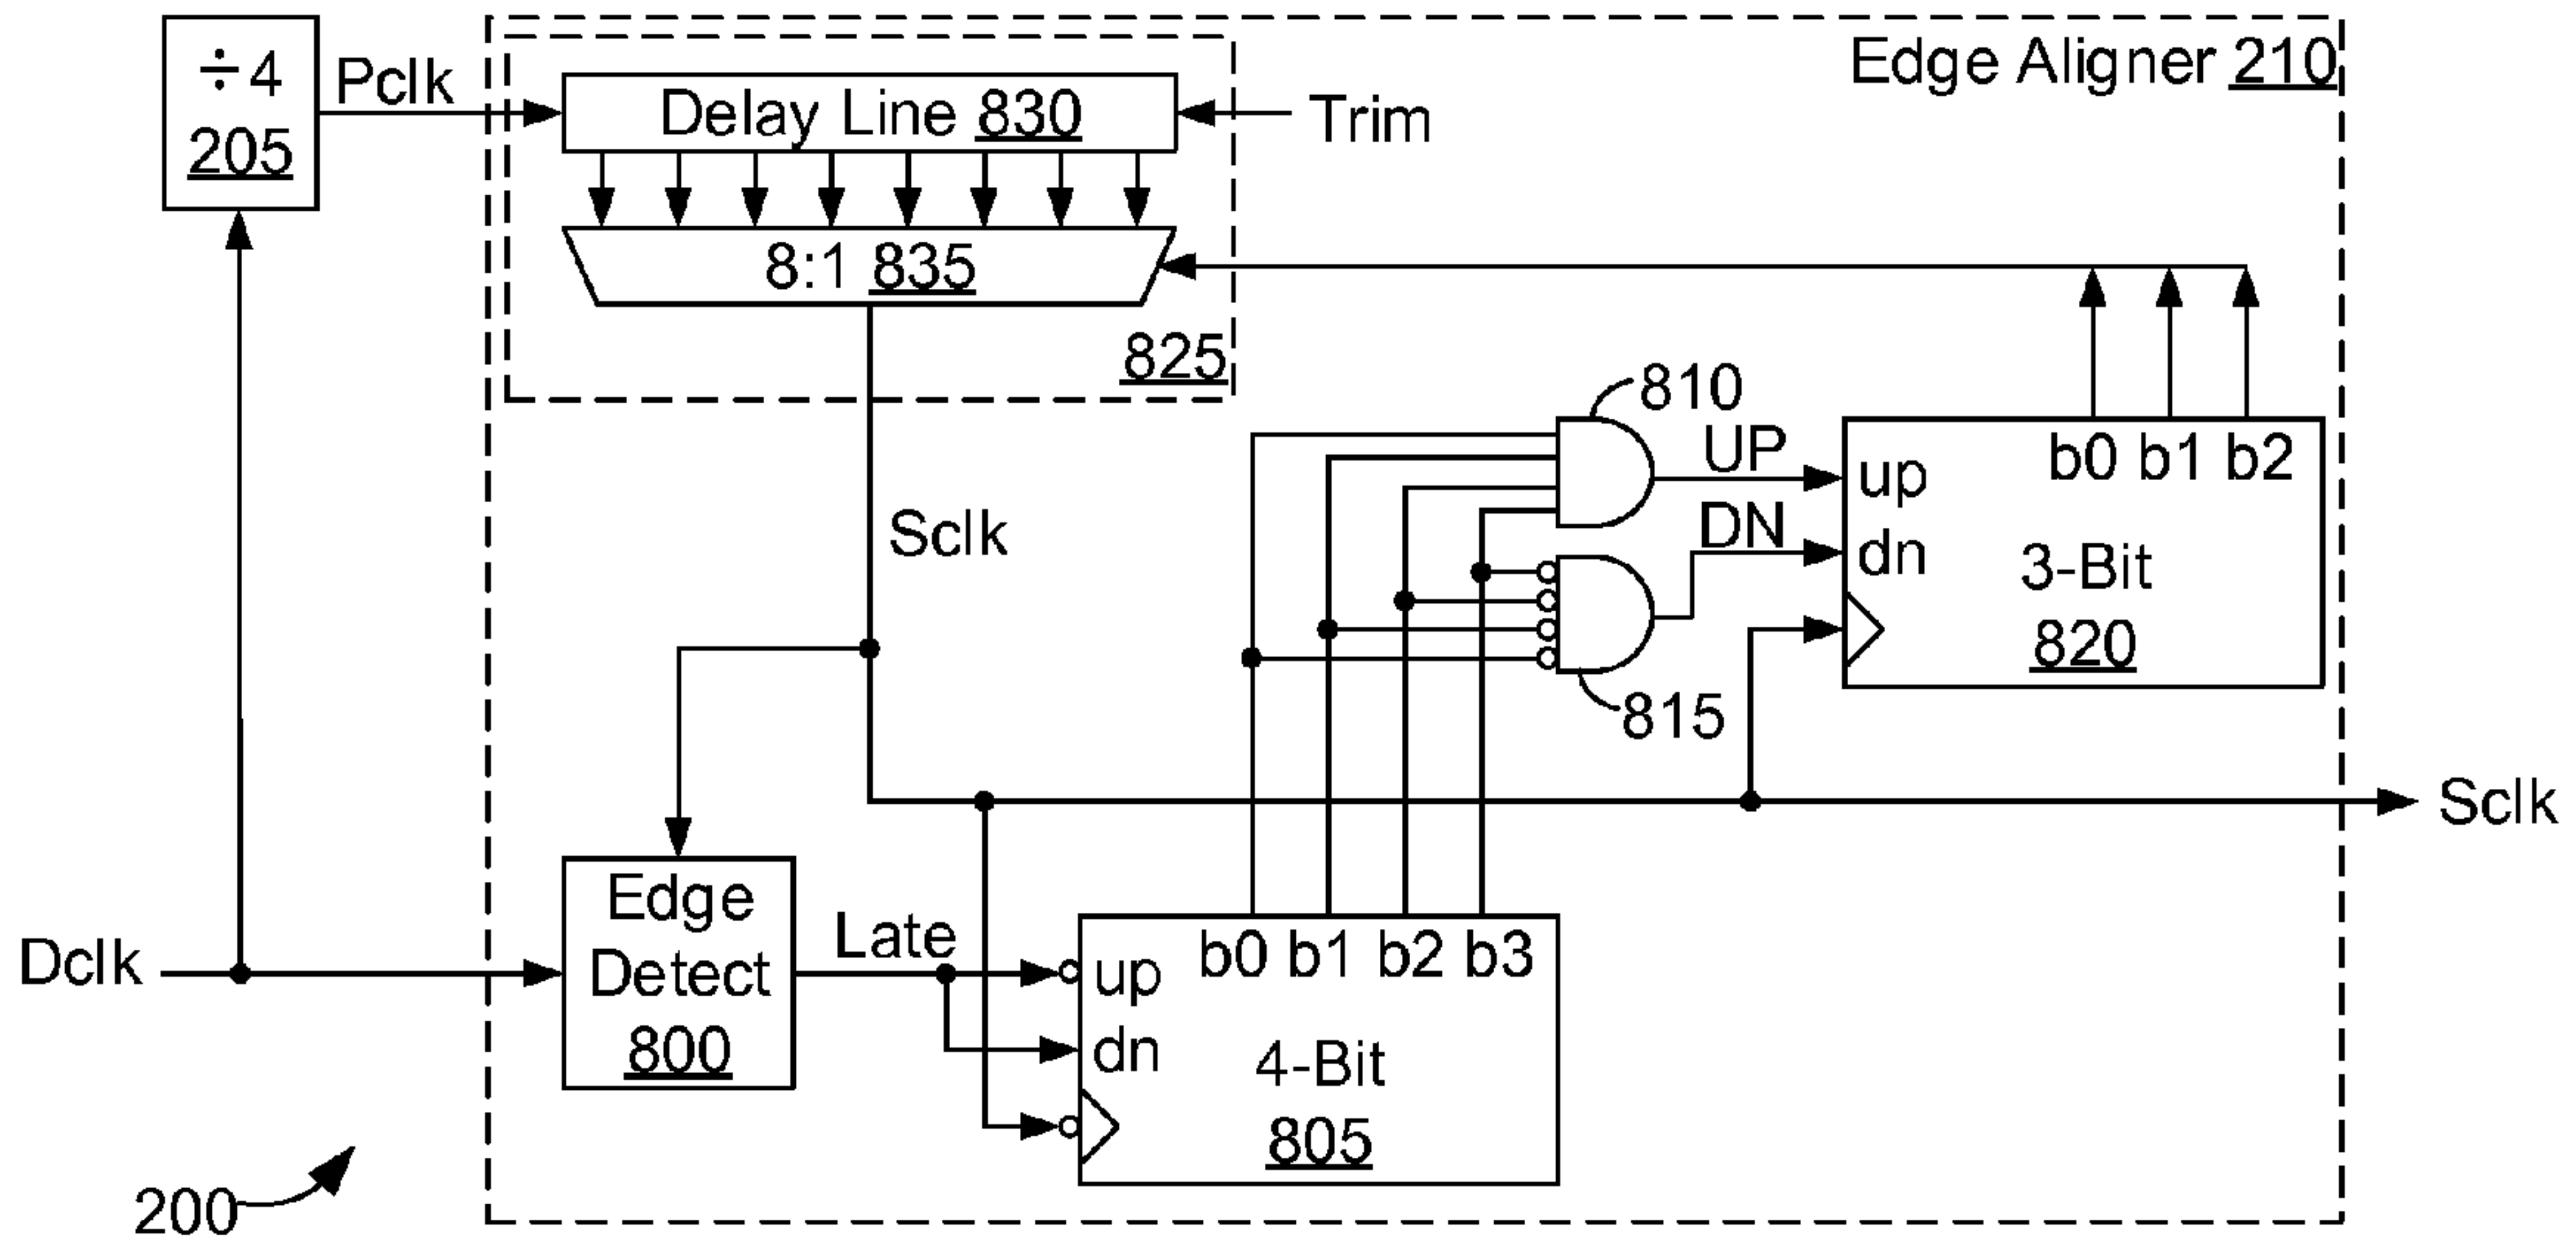 ÷4
205
Pclk
Delay Line 830
Trim
Edge Aligner 210
8:1 835
825
810
UP
DN
815
up
dn
b0 b1 b2
3-Bit
820
Sclk
Sclk
Dclk
Edge
Detect
800
Late
up
dn
b0 b1 b2 b3
4-Bit
805
200